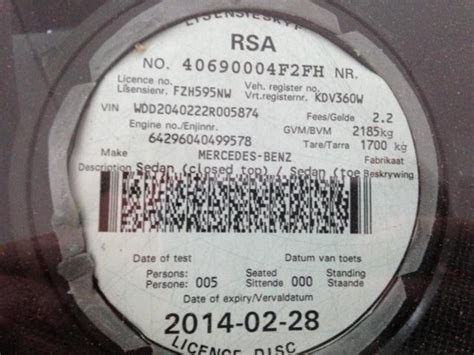 LISENSIESKYF
RSA
NO. 40690004F2FH NR.
Licence no. Veh. register no.
Lisensienr. FZH595NW Vrt.registernr. KDV360W
VIN WDD2040222R005874 Fees/Gelde 2.2
Engine no./Enjinnr. GVM/BVM 2185kg
64296040499578 Tare/Tarra 1700 kg
Make MERCEDES-BENZ Fabrikaat
Description Sedan (closed top) / Sedan (toe Beskrywing
Date of test Datum van toets
Persons: 005 Seated 000 Standing
Persone: Sittende Staande
Date of expiry/Vervaldatum
2014-02-28
LICENCE DISC